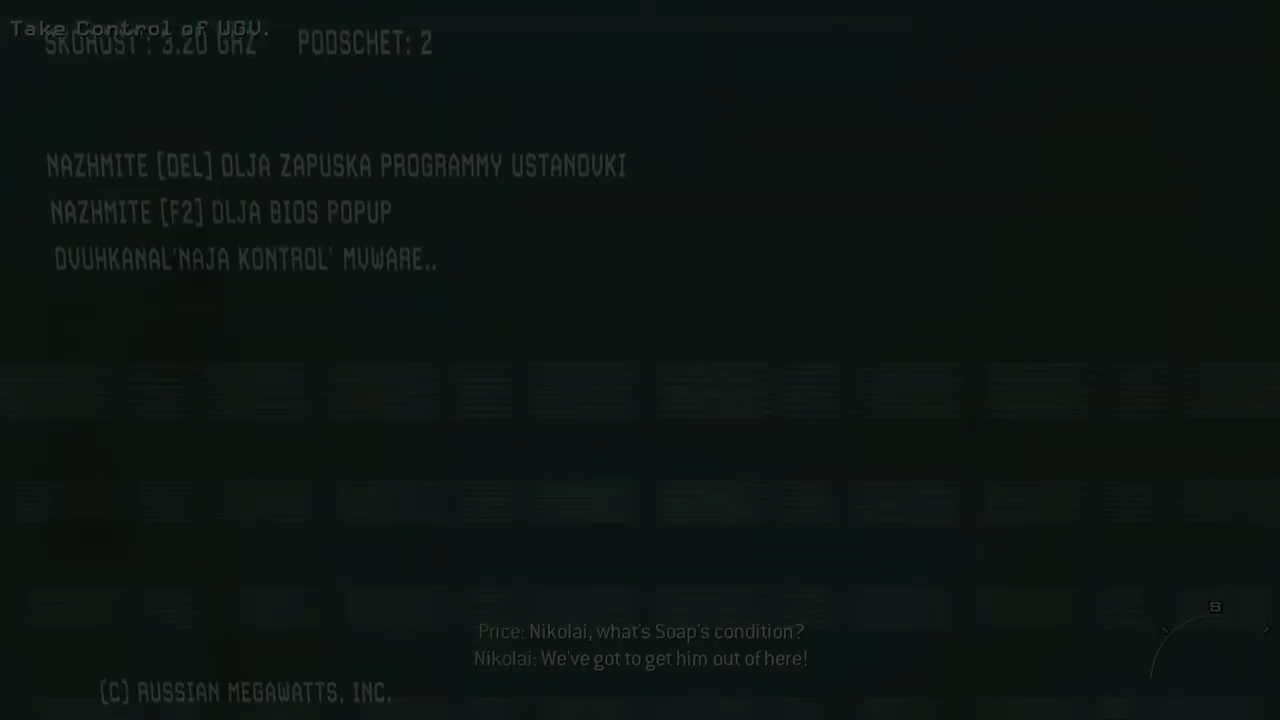 Take Control of UGV.
SKOROST : 3.20 GHZ PODSCHET: 2
NAZHMITE [DEL] DLJA ZAPUSKA PROGRAMMY USTANOVKI
NAZHMITE [F2] DLJA BIOS POPUP
DVUHKANAL'NAJA KONTROL' MVWARE..
Price: Nikolai, what's Soap's condition?
Nikolai: We've got to get him out of here!
S
(C) RUSSIAN MEGAWATTS, INC.